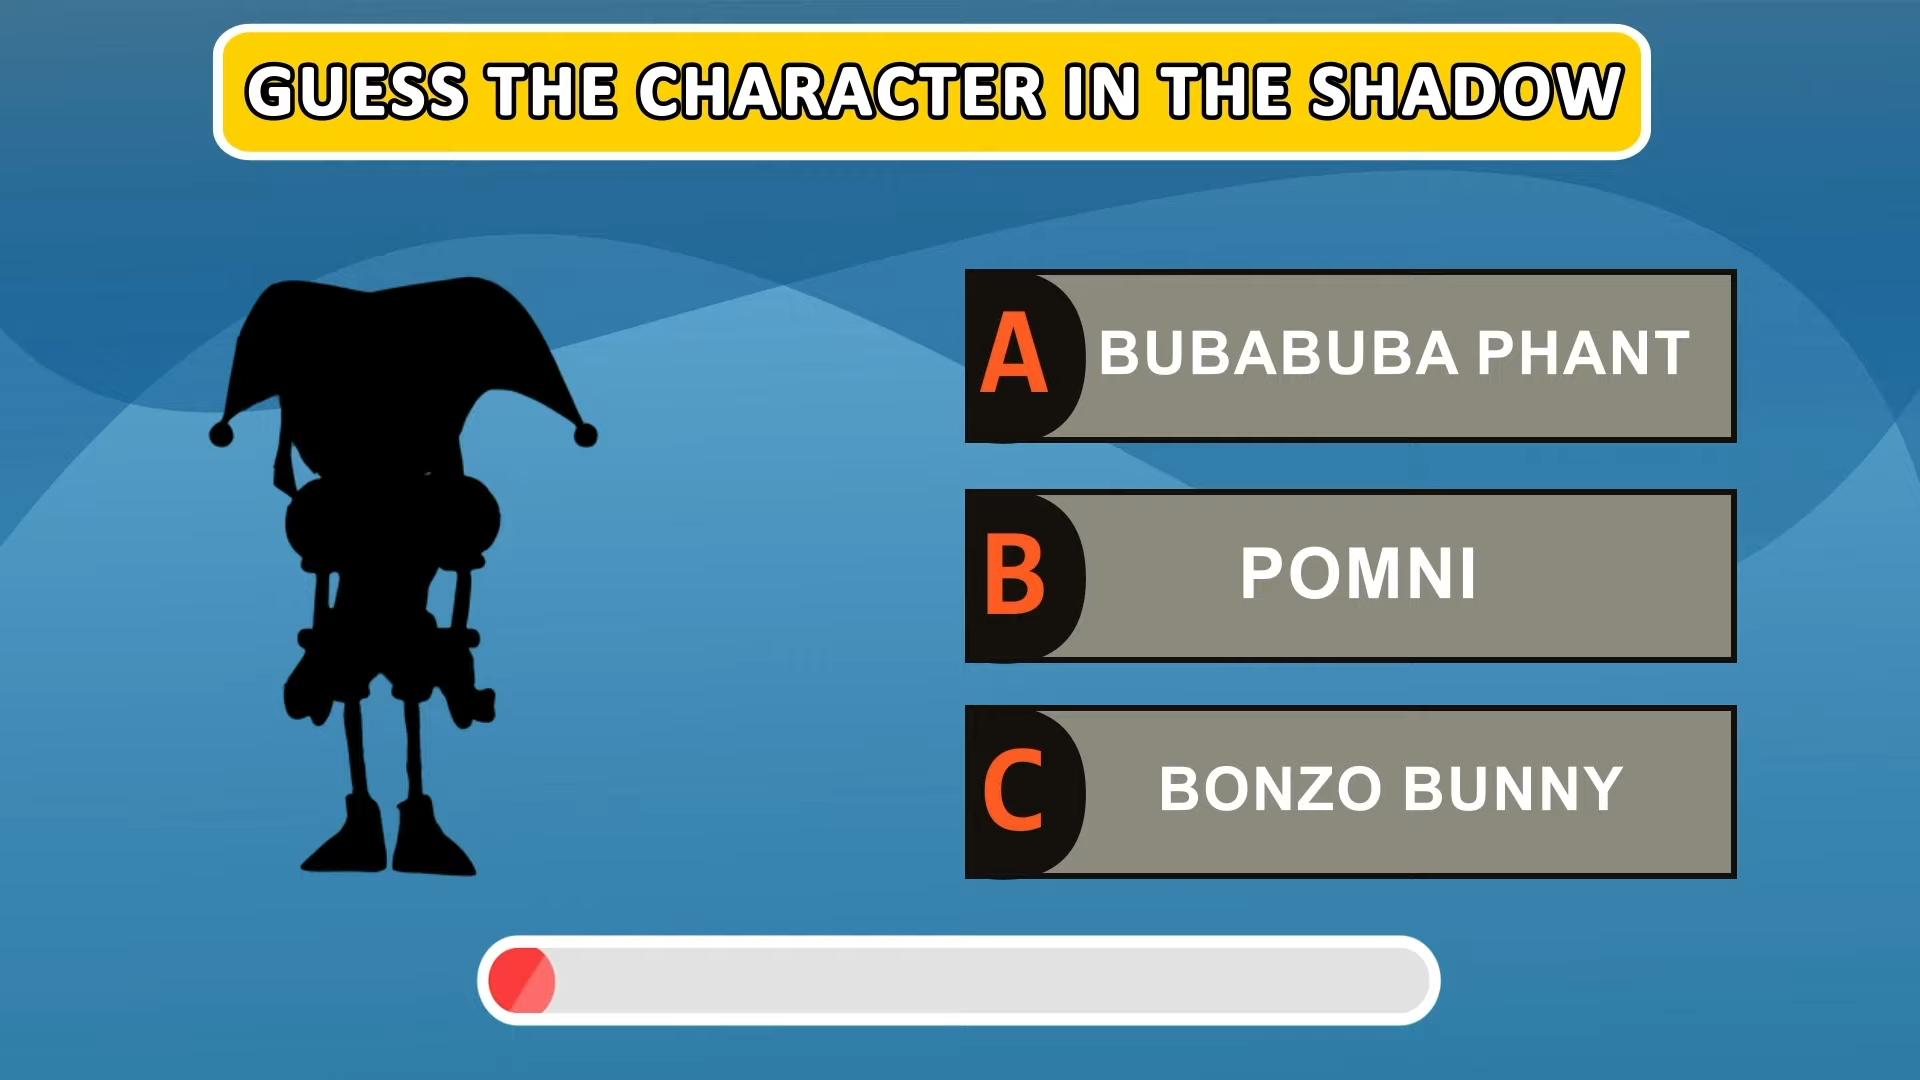 GUESS THE CHARACTER IN THE SHADOW
A BUBABUBA PHANT
B POMNI
C BONZO BUNNY